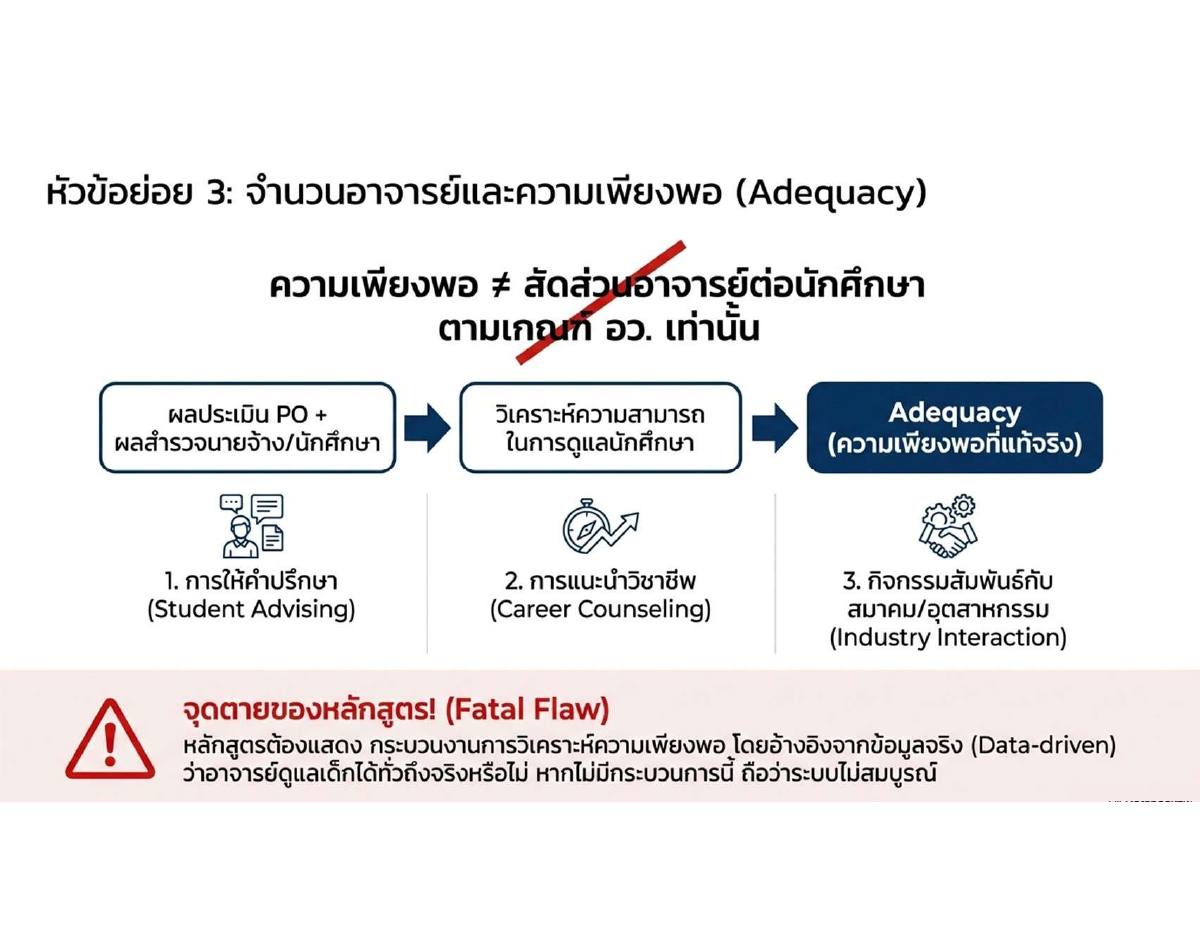 หัวข้อย่อย 3: จำนวนอาจารย์และความเพียงพอ (Adequacy)
ความเพียงพอ ≠ สัดส่วนอาจารย์ต่อนักศึกษา
ตามเกณฑ์ อว. เท่านั้น
ผลประเมิน PO +
ผลสำรวจนายจ้าง/นักศึกษา
วิเคราะห์ความสามารถ
ในการดูแลนักศึกษา
Adequacy
(ความเพียงพอที่แท้จริง)
1. การให้คำปรึกษา
(Student Advising)
2. การแนะนำวิชาชีพ
(Career Counseling)
3. กิจกรรมสัมพันธ์กับ
สมาคม/อุตสาหกรรม
(Industry Interaction)
จุดตายของหลักสูตร! (Fatal Flaw)
หลักสูตรต้องแสดง กระบวนงานการวิเคราะห์ความเพียงพอ โดยอ้างอิงจากข้อมูลจริง (Data-driven)
ว่าอาจารย์ดูแลเด็กได้ทั่วถึงจริงหรือไม่ หากไม่มีกระบวนการนี้ ถือว่าระบบไม่สมบูรณ์